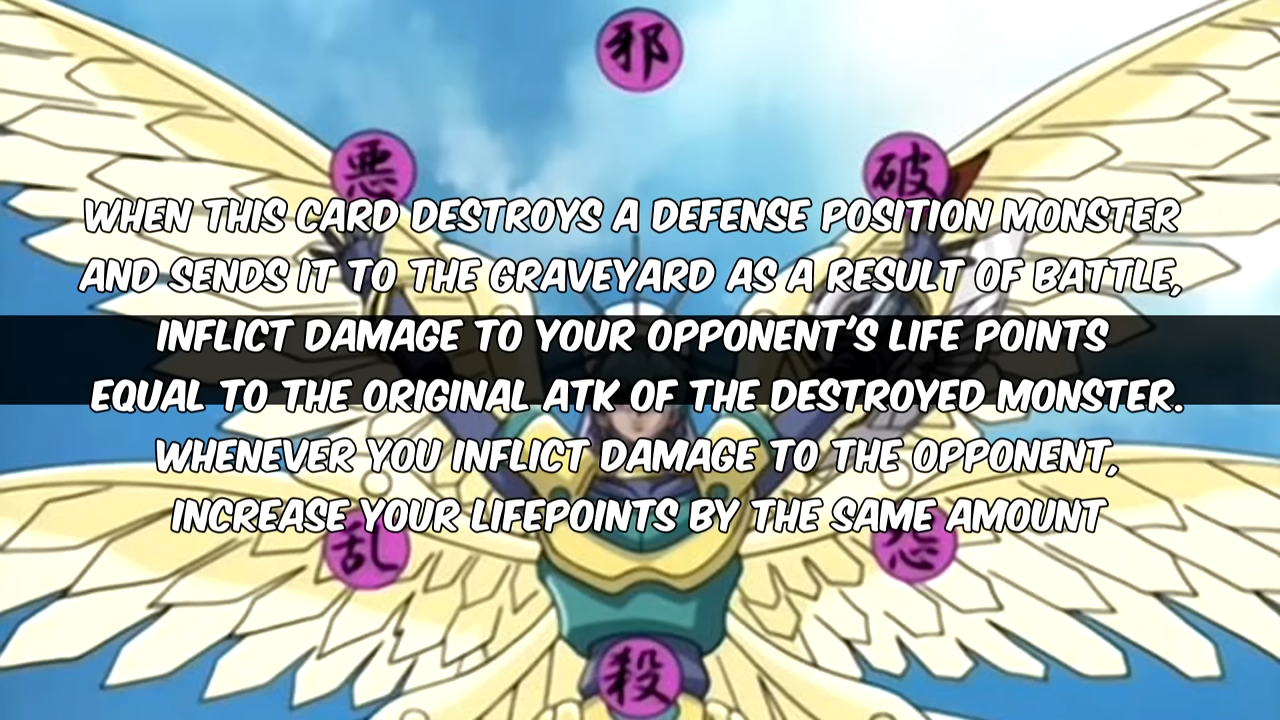 邪
悪
破
WHEN THIS CARD DESTROYS A DEFENSE POSITION MONSTER
AND SENDS IT TO THE GRAVEYARD AS A RESULT OF BATTLE,
INFLICT DAMAGE TO YOUR OPPONENT'S LIFE POINTS
EQUAL TO THE ORIGINAL ATK OF THE DESTROYED MONSTER.
WHENEVER YOU INFLICT DAMAGE TO THE OPPONENT,
INCREASE YOUR LIFEPOINTS BY THE SAME AMOUNT
乱
怨
殺